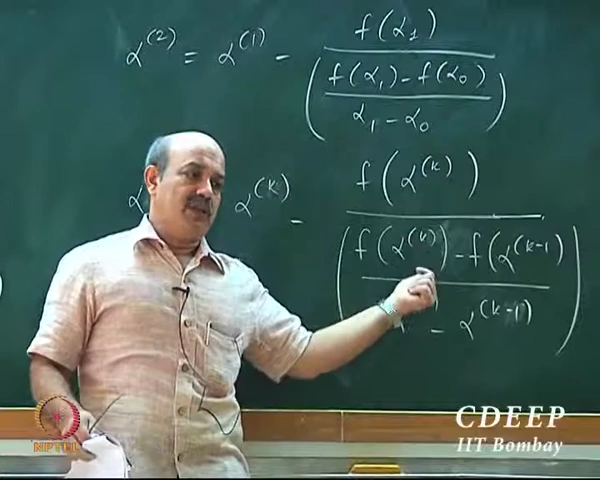 α^(2) = α^(1) - f(α_1)
(f(α_1) - f(α_0)
α_1 - α_0)
α α^(k) - f(α^(k))
(f(α^(k)) - f(α^(k-1))
- α^(k-1))
CDEEP
IIT Bombay
NPTEL